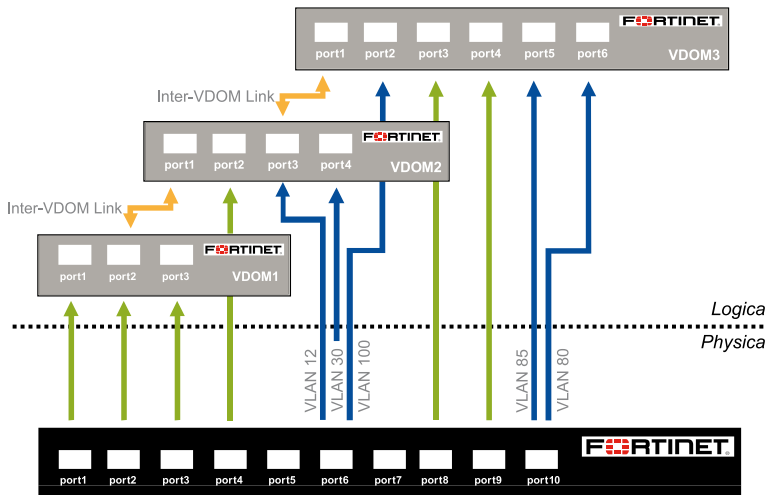 FORTINET
port1 port2 port3 port4 port5 port6
VDOM3
Inter-VDOM Link
FORTINET
port1 port2 port3 port4
VDOM2
Inter-VDOM Link
FORTINET
port1 port2 port3
VDOM1
Logica
Physica
VLAN 12
VLAN 30
VLAN 100
VLAN 85
VLAN 80
FORTINET
port1 port2 port3 port4 port5 port6 port7 port8 port9 port10